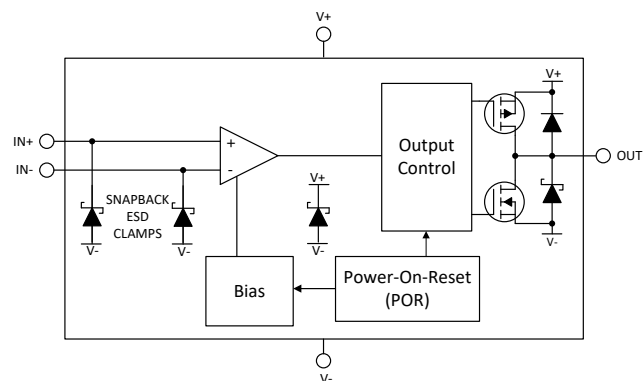 V+
V+
IN+
+
Output
Control
OUT
IN-
-
V+
SNAPBACK
ESD
CLAMPS
V-
V-
V-
V-
Bias
Power-On-Reset
(POR)
V-